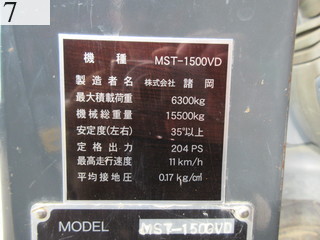 7
機種 MST-1500VD
製造者名 株式会社 諸岡
最大積載荷重 6300kg
機械総重量 15500kg
安定度(左右) 35°以上
定格出力 204 PS
最高走行速度 11 km/h
平均接地圧 0.17 kg/㎠
MODEL MST-1500VD